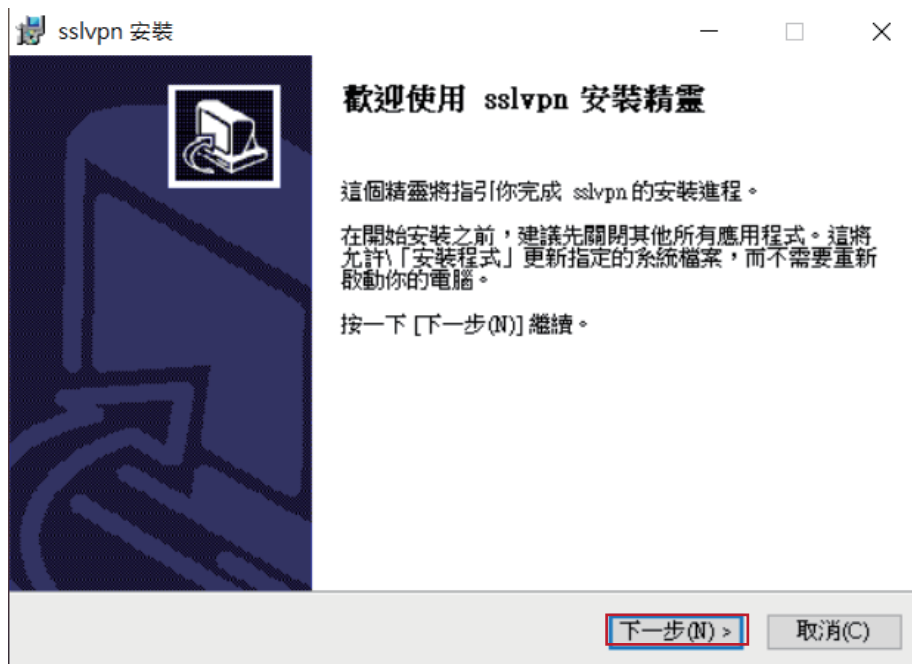 sslvpn 安裝
歡迎使用 sslvpn 安裝精靈
這個精靈將指引你完成 sslvpn 的安裝進程。
在開始安裝之前，建議先關閉其他所有應用程式。這將
允許\「安裝程式」更新指定的系統檔案，而不需要重新
啟動你的電腦。
按一下 [下一步(N)] 繼續。
下一步(N) >
取消(C)